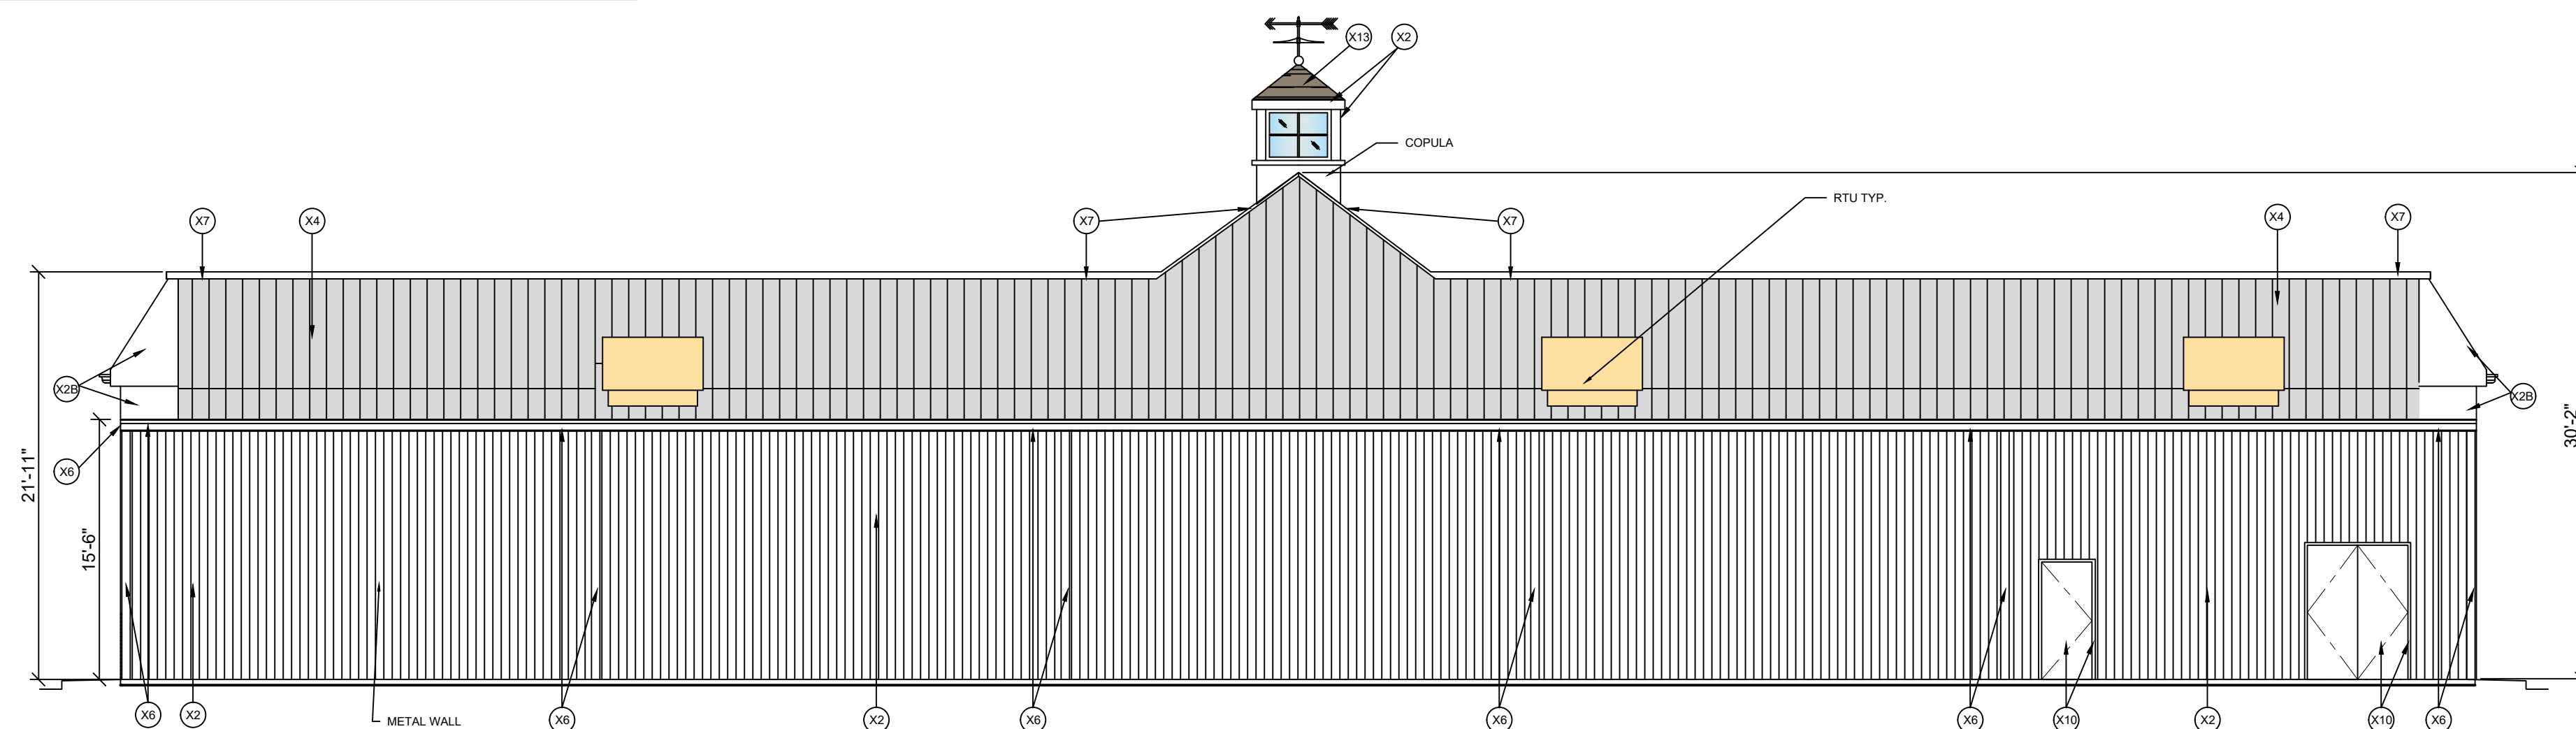 X13
X2
COPULA
RTU TYP.
X7
X4
X7
X7
X4
X7
X2B
X2B
X6
21'-11"
15'-6"
30'-2"
X6
X2
METAL WALL
X6
X2
X6
X6
X6
X10
X2
X10
X6